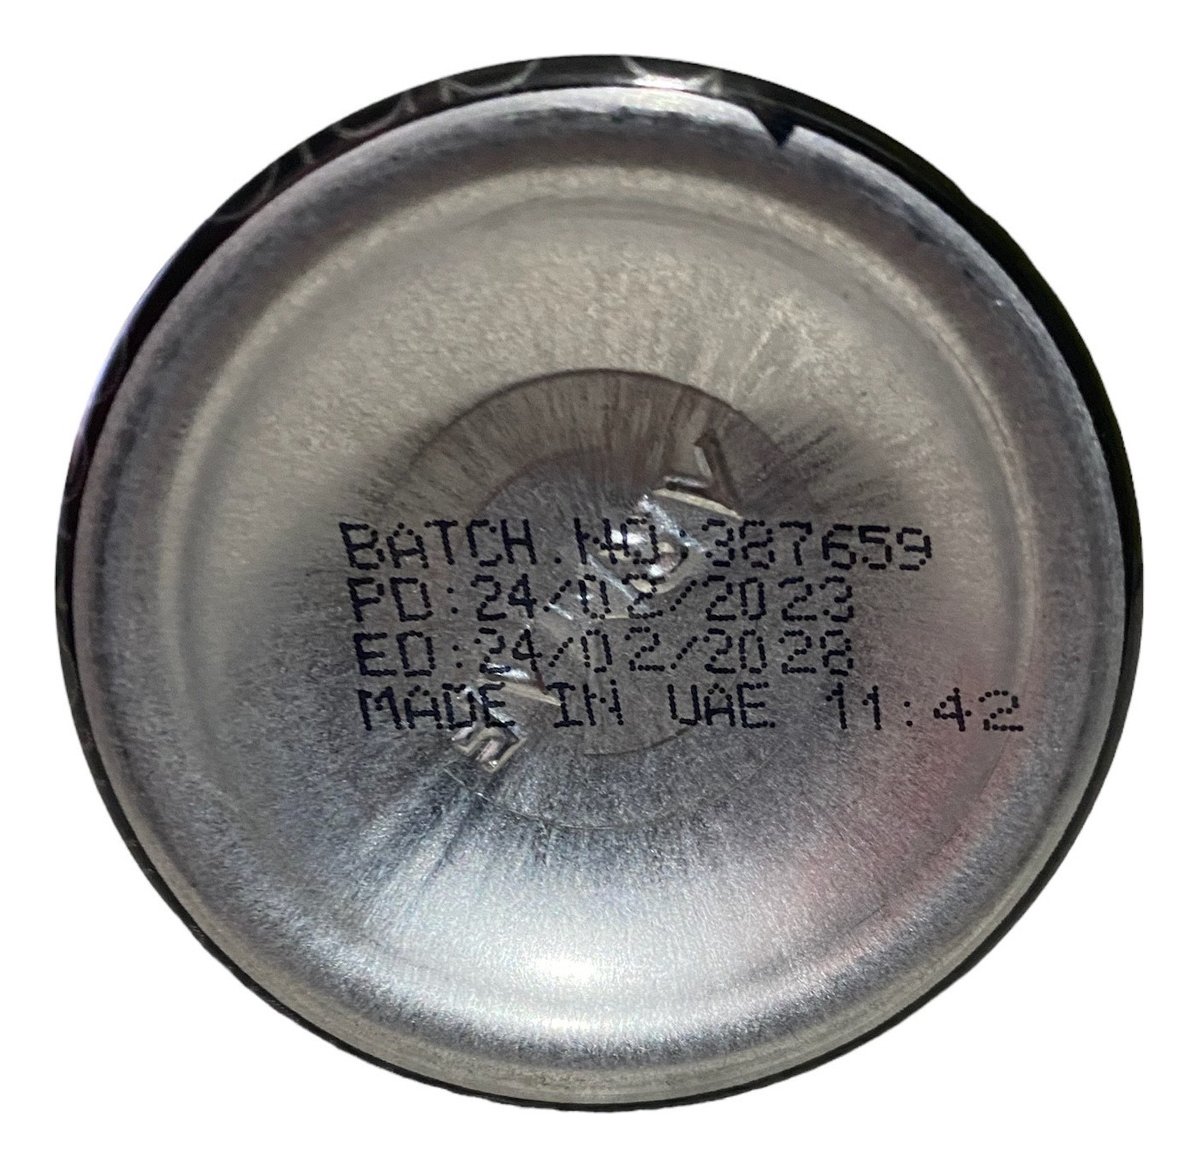 BATCH.NO.387659
PD:24/02/2023
ED:24/02/2028
MADE IN UAE 11:42